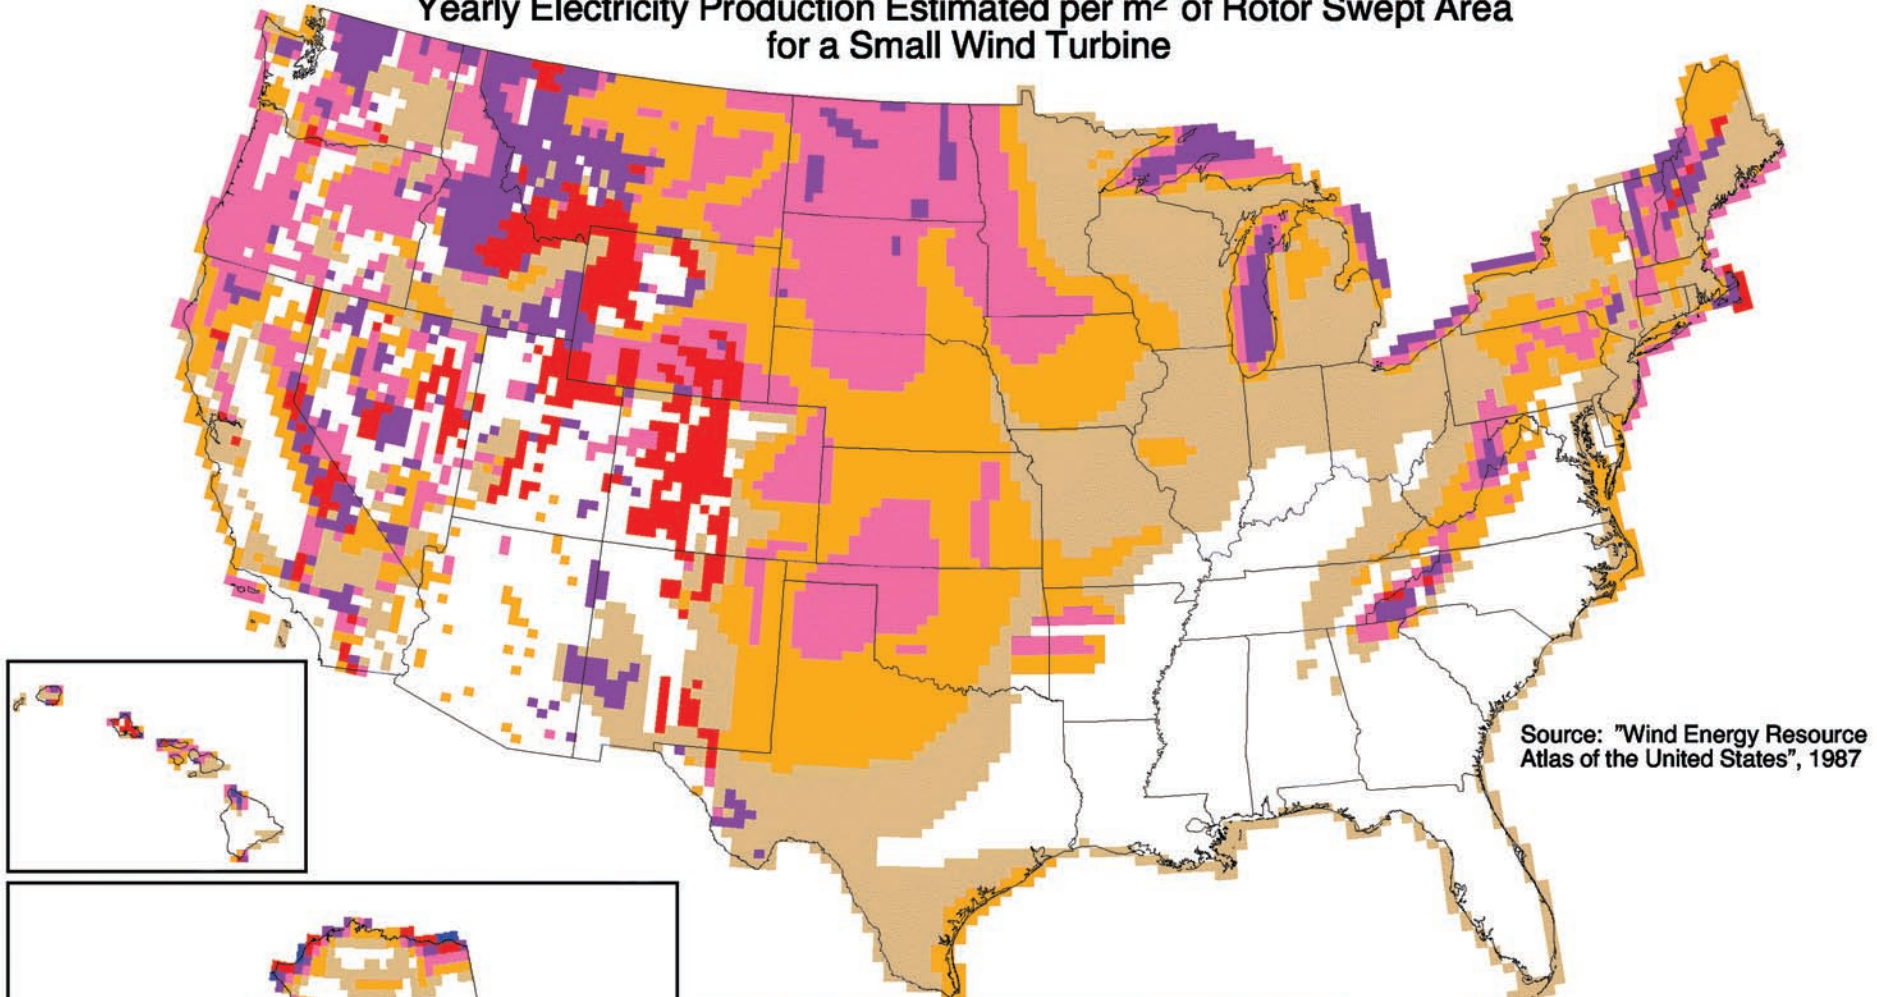 Yearly Electricity Production Estimated per m² of Rotor Swept Area
for a Small Wind Turbine
Source: "Wind Energy Resource
Atlas of the United States", 1987